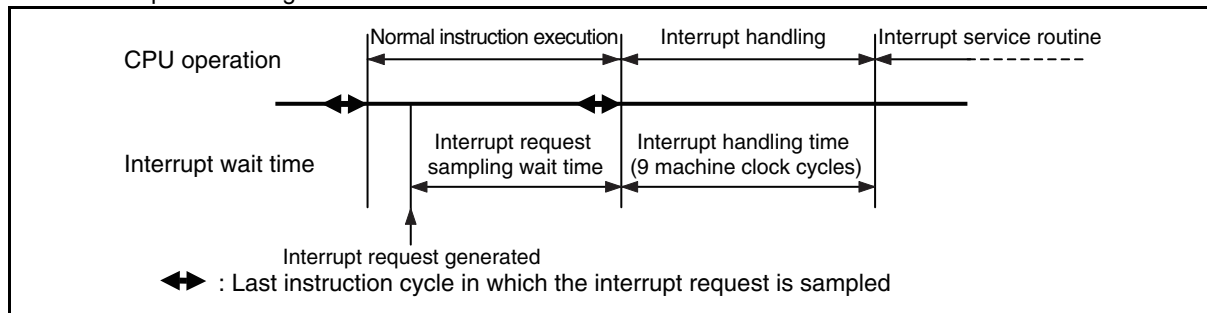 Normal instruction execution
Interrupt handling
Interrupt service routine
CPU operation
Interrupt wait time
Interrupt request
sampling wait time
Interrupt handling time
(9 machine clock cycles)
Interrupt request generated
: Last instruction cycle in which the interrupt request is sampled